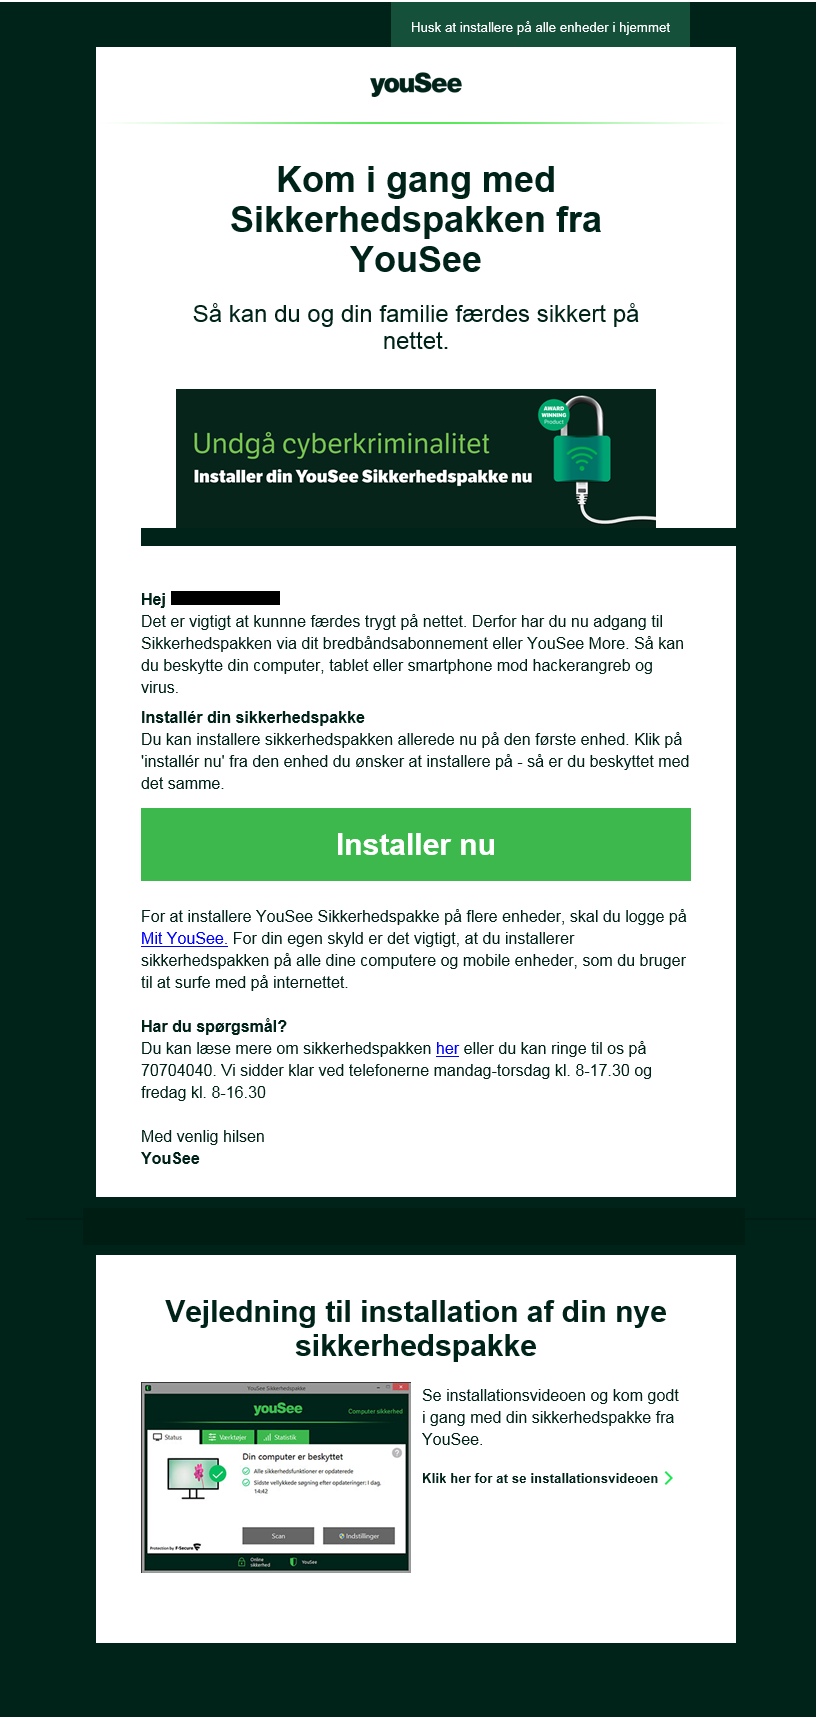 Husk at installere på alle enheder i hjemmet
youSee
Kom i gang med
Sikkerhedspakken fra
YouSee
Så kan du og din familie færdes sikkert på
nettet.
AWARD
WINNING
Product
Undgå cyberkriminalitet
Installer din YouSee Sikkerhedspakke nu
Hej
Det er vigtigt at kunnne færdes trygt på nettet. Derfor har du nu adgang til
Sikkerhedspakken via dit bredbåndsabonnement eller YouSee More. Så kan
du beskytte din computer, tablet eller smartphone mod hackerangreb og
virus.
Installér din sikkerhedspakke
Du kan installere sikkerhedspakken allerede nu på den første enhed. Klik på
'installér nu' fra den enhed du ønsker at installere på - så er du beskyttet med
det samme.
Installer nu
For at installere YouSee Sikkerhedspakke på flere enheder, skal du logge på
Mit YouSee. For din egen skyld er det vigtigt, at du installerer
sikkerhedspakken på alle dine computere og mobile enheder, som du bruger
til at surfe med på internettet.
Har du spørgsmål?
Du kan læse mere om sikkerhedspakken her eller du kan ringe til os på
70704040. Vi sidder klar ved telefonerne mandag-torsdag kl. 8-17.30 og
fredag kl. 8-16.30
Med venlig hilsen
YouSee
Vejledning til installation af din nye
sikkerhedspakke
YouSee Sikkerhedspakke
youSee
Computer sikkerhed
Status Værktøjer Statistik
Din computer er beskyttet
Alle sikkerhedsfunktioner er opdaterede
Sidste vellykkede søgning efter opdateringer: I dag,
14:42
Scan Indstillinger
Protection by F-Secure
Online
sikkerhed
YouSee
Se installationsvideoen og kom godt
i gang med din sikkerhedspakke fra
YouSee.
Klik her for at se installationsvideoen